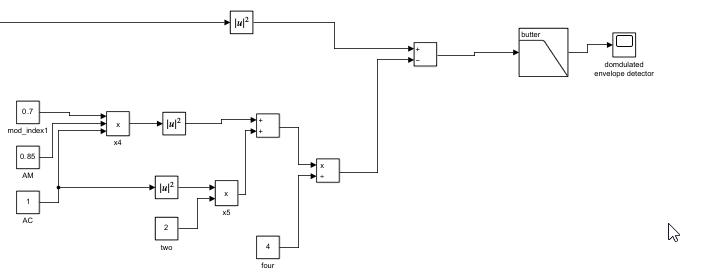 |u|²
butter
+
−
domdulated
envelope detector
0.7
mod_index1
x
x4
|u|²
+
+
0.85
AM
x
÷
1
AC
|u|²
x
x5
2
two
4
four